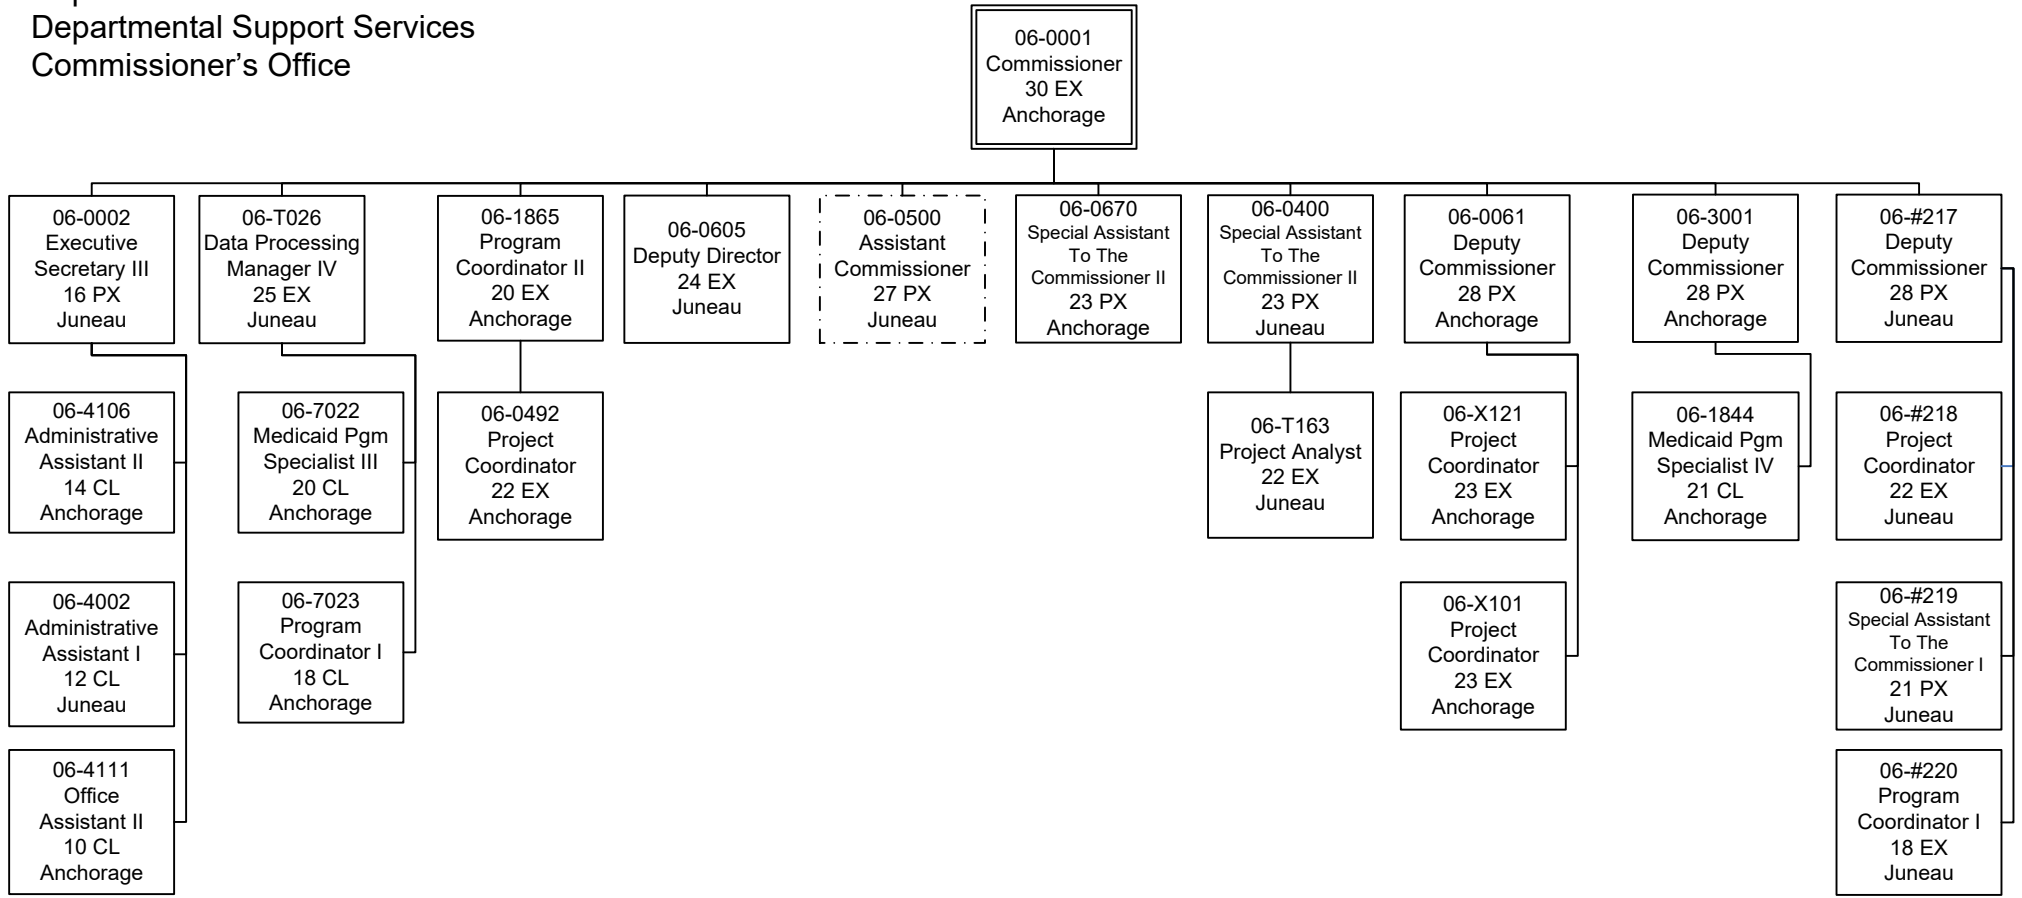 Departmental Support Services
Commissioner's Office
06-0001
Commissioner
30 EX
Anchorage
06-0002
Executive
Secretary III
16 PX
Juneau
06-T026
Data Processing
Manager IV
25 EX
Juneau
06-1865
Program
Coordinator II
20 EX
Anchorage
06-0605
Deputy Director
24 EX
Juneau
06-0500
Assistant
Commissioner
27 PX
Juneau
06-0670
Special Assistant
To The
Commissioner II
23 PX
Anchorage
06-0400
Special Assistant
To The
Commissioner II
23 PX
Juneau
06-0061
Deputy
Commissioner
28 PX
Anchorage
06-3001
Deputy
Commissioner
28 PX
Anchorage
06-#217
Deputy
Commissioner
28 PX
Juneau
06-4106
Administrative
Assistant II
14 CL
Anchorage
06-7022
Medicaid Pgm
Specialist III
20 CL
Anchorage
06-0492
Project
Coordinator
22 EX
Anchorage
06-T163
Project Analyst
22 EX
Juneau
06-X121
Project
Coordinator
23 EX
Anchorage
06-1844
Medicaid Pgm
Specialist IV
21 CL
Anchorage
06-#218
Project
Coordinator
22 EX
Juneau
06-4002
Administrative
Assistant I
12 CL
Juneau
06-7023
Program
Coordinator I
18 CL
Anchorage
06-X101
Project
Coordinator
23 EX
Anchorage
06-#219
Special Assistant
To The
Commissioner I
21 PX
Juneau
06-4111
Office
Assistant II
10 CL
Anchorage
06-#220
Program
Coordinator I
18 EX
Juneau